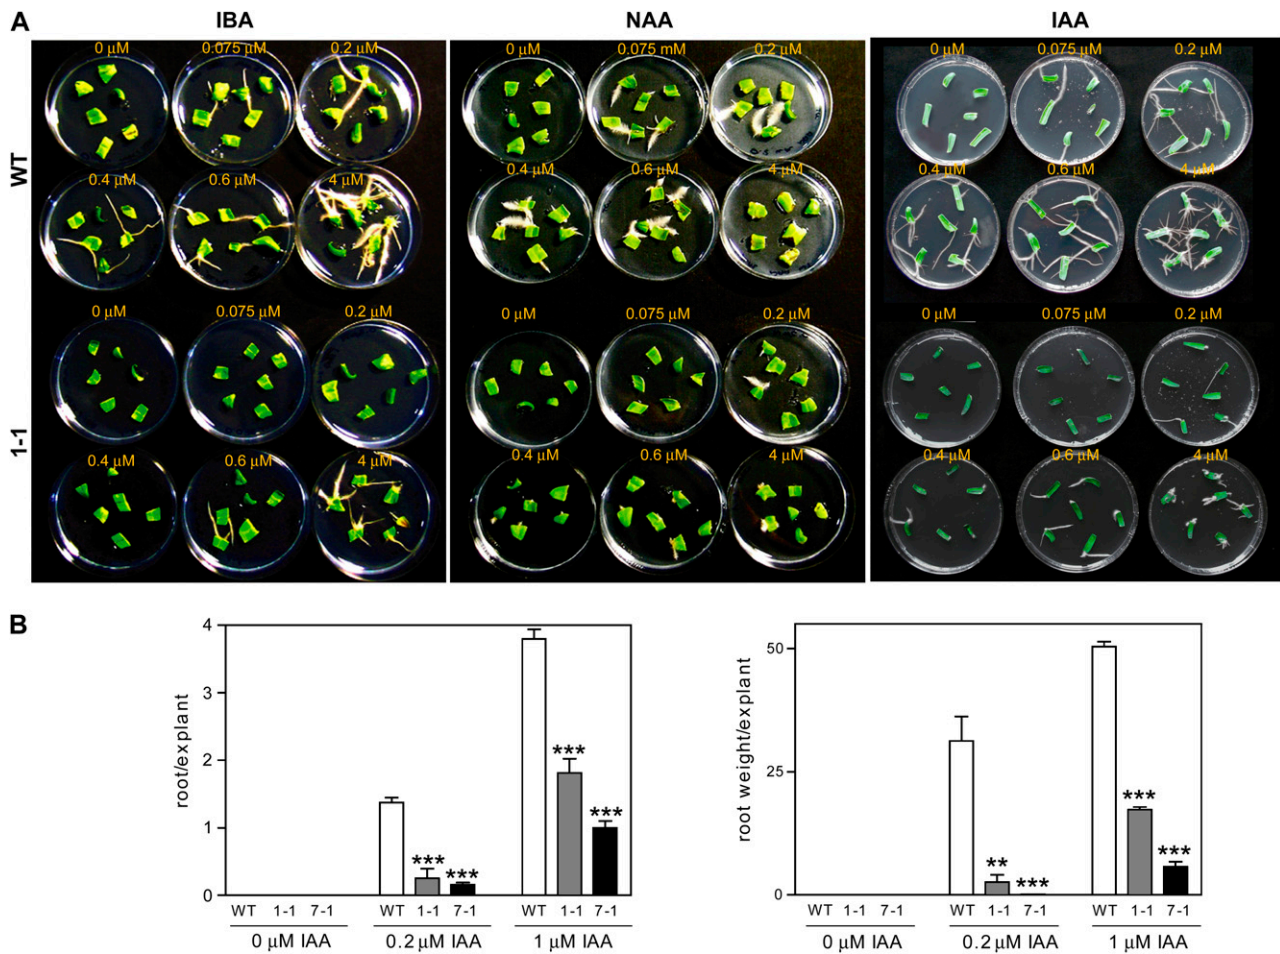 A
IBA
NAA
IAA
WT
0 µM
0.075 µM
0.2 µM
0 µM
0.075 mM
0.2 µM
0 µM
0.075 µM
0.2 µM
0.4 µM
0.6 µM
4 µM
0.4 µM
0.6 µM
4 µM
0.4 µM
0.6 µM
4 µM
1-1
0 µM
0.075 µM
0.2 µM
0 µM
0.075 µM
0.2 µM
0 µM
0.075 µM
0.2 µM
0.4 µM
0.6 µM
4 µM
0.4 µM
0.6 µM
4 µM
0.4 µM
0.6 µM
4 µM
B
root/explant
4
3
2
1
0
***
***
***
***
WT 1-1 7-1
WT 1-1 7-1
WT 1-1 7-1
0 µM IAA
0.2 µM IAA
1 µM IAA
root weight/explant
50
25
0
**
***
***
***
WT 1-1 7-1
WT 1-1 7-1
WT 1-1 7-1
0 µM IAA
0.2 µM IAA
1 µM IAA